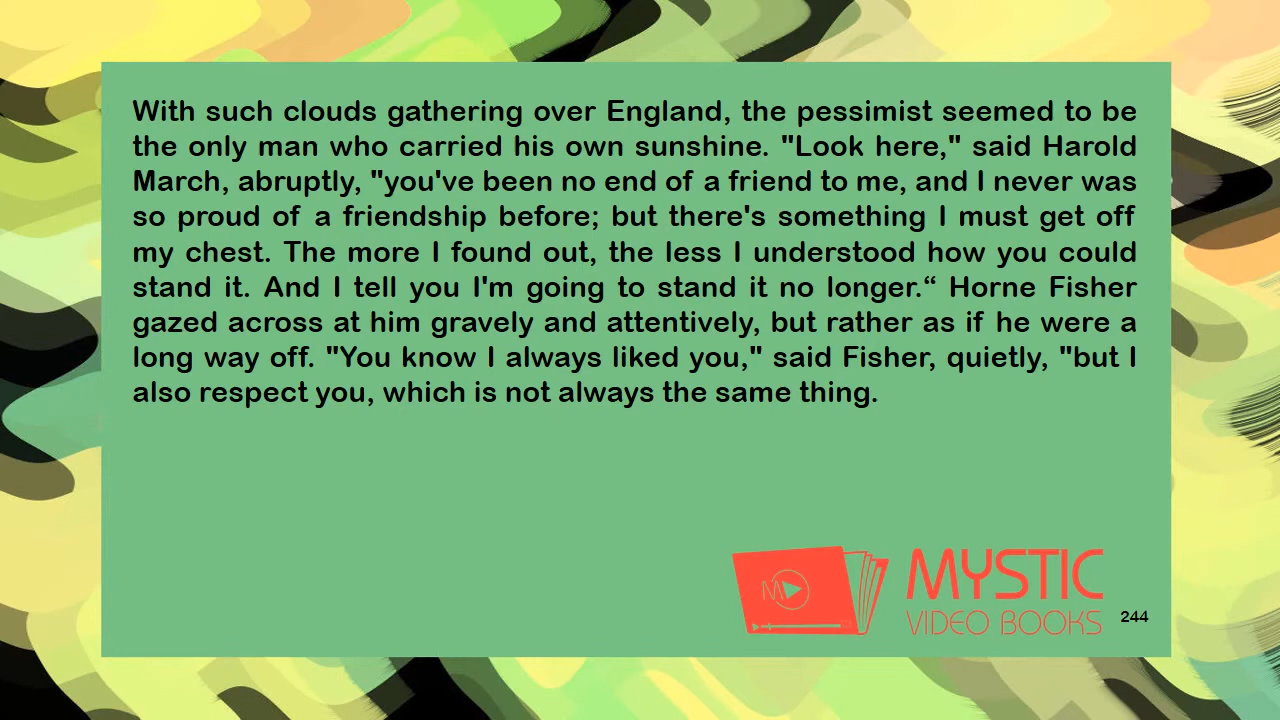 With such clouds gathering over England, the pessimist seemed to be
the only man who carried his own sunshine. "Look here," said Harold
March, abruptly, "you've been no end of a friend to me, and I never was
so proud of a friendship before; but there's something I must get off
my chest. The more I found out, the less I understood how you could
stand it. And I tell you I'm going to stand it no longer.“ Horne Fisher
gazed across at him gravely and attentively, but rather as if he were a
long way off. "You know I always liked you," said Fisher, quietly, "but I
also respect you, which is not always the same thing.
M
MYSTIC
VIDEO BOOKS
244